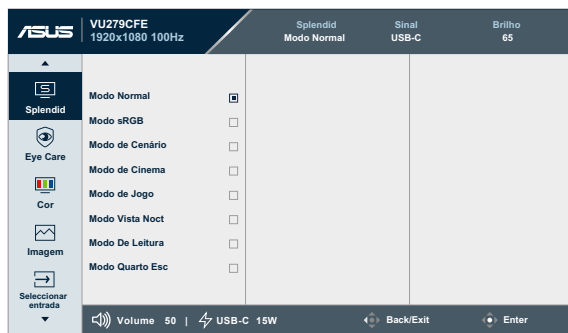 ASUS
VU279CFE
1920x1080 100Hz
Splendid
Modo Normal
Sinal
USB-C
Brilho
65
Splendid
Eye Care
Cor
Imagem
Seleccionar
entrada
Modo Normal
Modo sRGB
Modo de Cenário
Modo de Cinema
Modo de Jogo
Modo Vista Noct
Modo De Leitura
Modo Quarto Esc
Volume 50 | USB-C 15W
Back/Exit
Enter